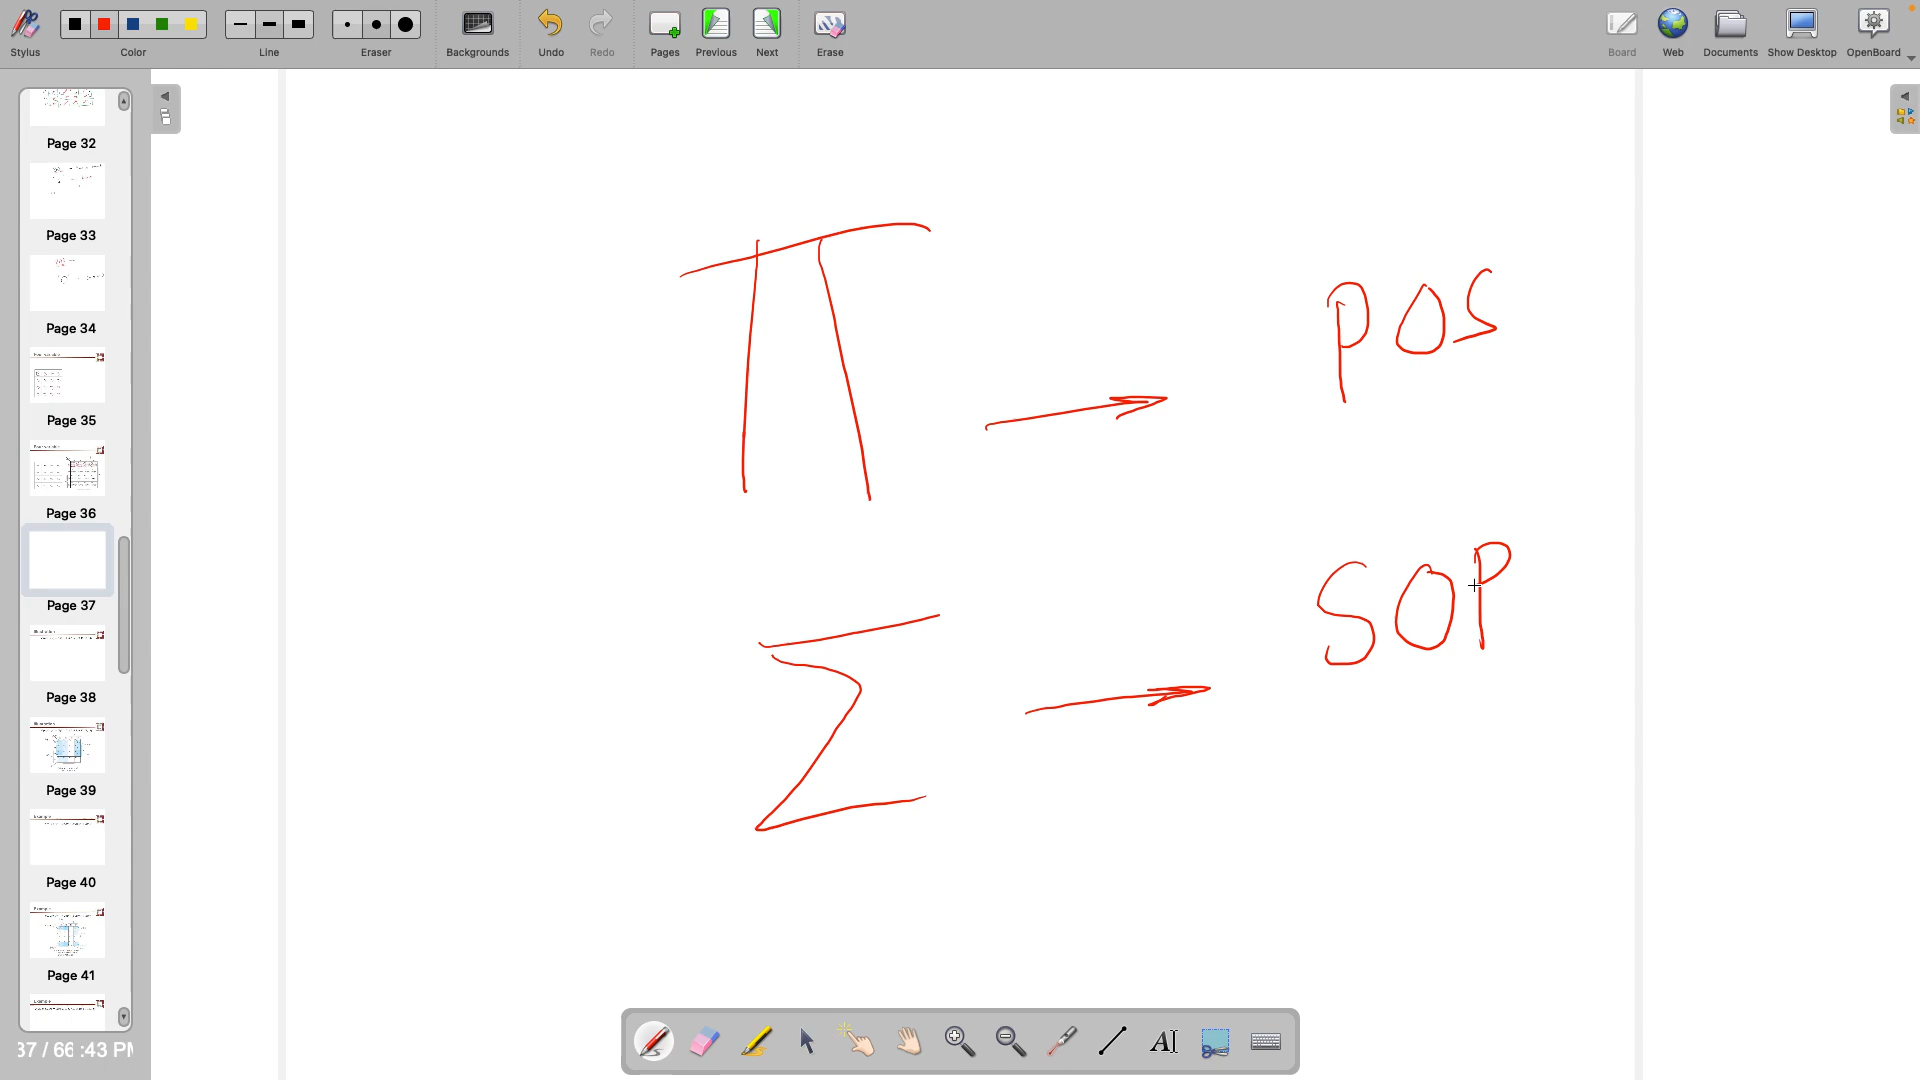 Stylus
Color
Line
Eraser
Backgrounds
Undo
Redo
Pages
Previous
Next
Erase
Board
Web
Documents
Show Desktop
OpenBoard
Page 32
Page 33
Page 34
Page 35
Page 36
Page 37
Page 38
Page 39
Page 40
Page 41
37 / 66 :43 PM
Π → POS
Σ → SOP